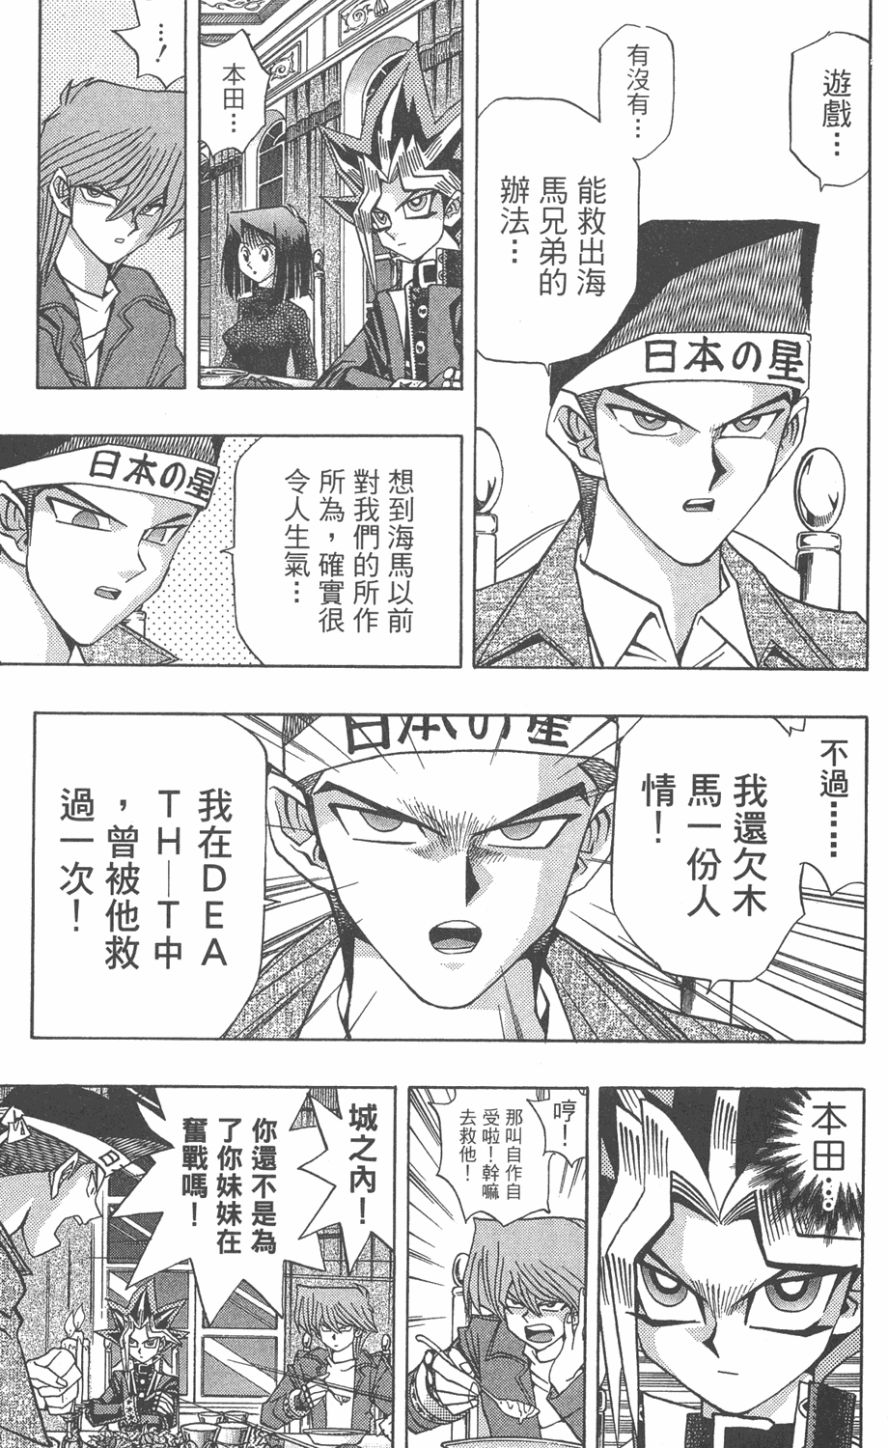 遊戲…
有沒有…
能救出海
馬兄弟的
辦法…
日本の星
本田…
…！
想到海馬以前
對我們的所作
所為，確實很
令人生氣…
日本の星
不過……
我還欠木
馬一份人
情！
日本の星
我在DEA
TH—T中
，曾被他救
過一次！
本田…
哼！
那叫自作自
受啦！幹嘛
去救他！
城之內！
你還不是為
了你妹妹在
奮戰嗎！
日